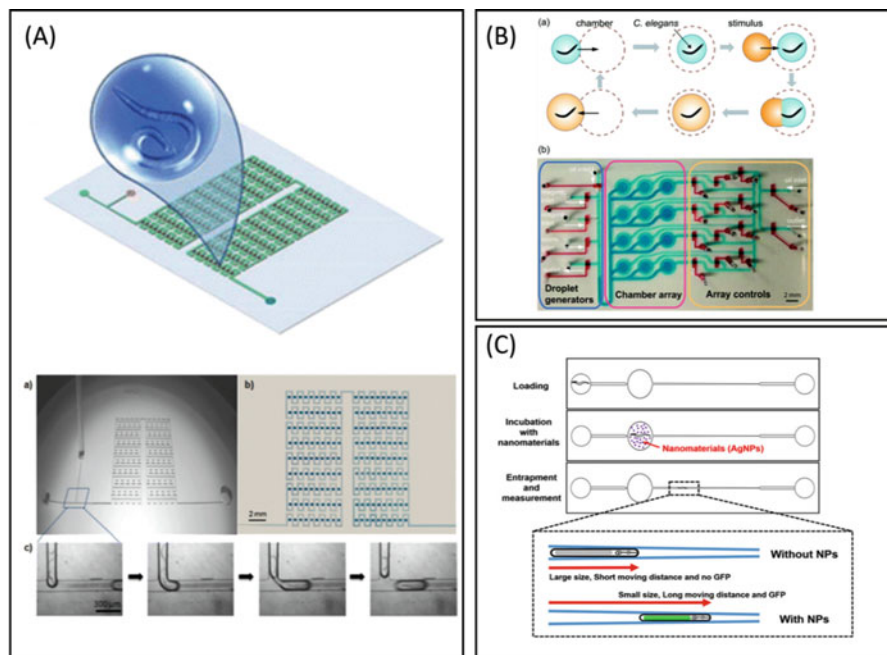 (A)
a)
b)
2 mm
c)
300µm
(B)
(a)
chamber
C. elegans
stimulus
(b)
Droplet
generators
Chamber array
Array controls
2 mm
(C)
Loading
Incubation
with
nanomaterials
Nanomaterials (AgNPs)
Entrapment
and
measurement
Without NPs
Large size, Short moving distance and no GFP
Small size, Long moving distance and GFP
With NPs